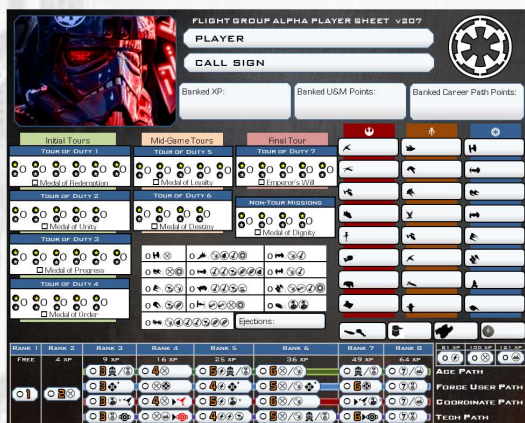 FLIGHT GROUP ALPHA PLAYER SHEET v207
PLAYER
CALL SIGN
Banked XP:
Banked U&M Points:
Banked Career Path Points:
Initial Tours
Mid-Game Tours
Final Tour
TOUR OF DUTY 1
TOUR OF DUTY 5
TOUR OF DUTY 7
Medal of Redemption
Medal of Loyalty
Emperor's Will
TOUR OF DUTY 2
TOUR OF DUTY 6
NON-TOUR MISSIONS
Medal of Unity
Medal of Destiny
Medal of Dignity
TOUR OF DUTY 3
Medal of Progress
TOUR OF DUTY 4
Medal of Order
Ejections:
RANK 1
RANK 2
RANK 3
RANK 4
RANK 5
RANK 6
RANK 7
RANK 8
81 XP
100 XP
121 XP
FREE
4 XP
9 XP
16 XP
25 XP
36 XP
49 XP
64 XP
ACE PATH
FORCE USER PATH
COORDINATE PATH
TECH PATH